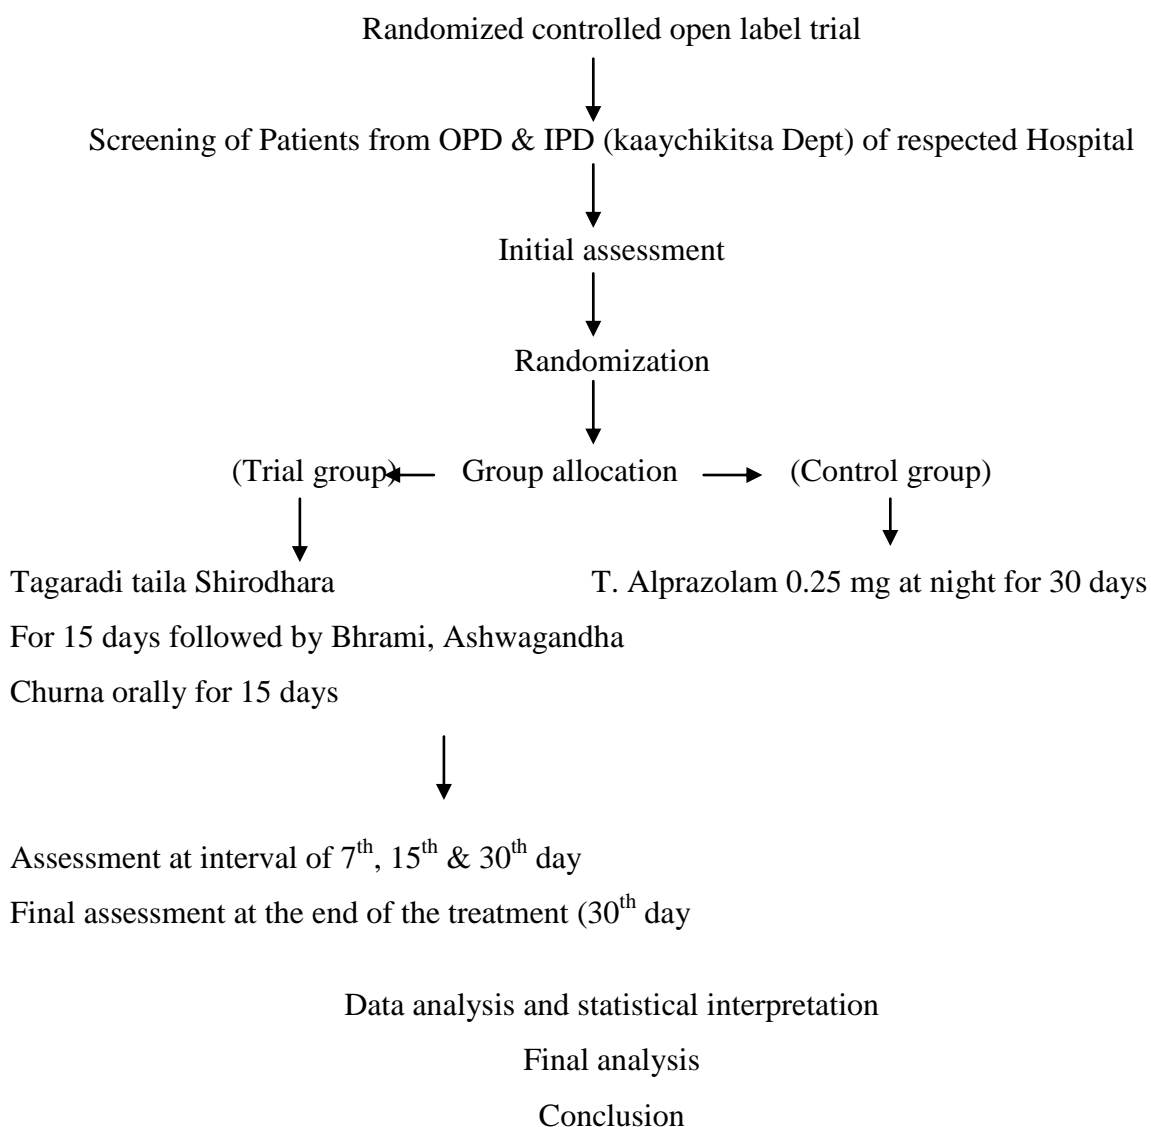 Randomized controlled open label trial
Screening of Patients from OPD & IPD (kaaychikitsa Dept) of respected Hospital
Initial assessment
Randomization
(Trial group) Group allocation (Control group)
Tagaradi taila Shirodhara T. Alprazolam 0.25 mg at night for 30 days
For 15 days followed by Bhrami, Ashwagandha
Churna orally for 15 days
Assessment at interval of 7th, 15th & 30th day
Final assessment at the end of the treatment (30th day
Data analysis and statistical interpretation
Final analysis
Conclusion